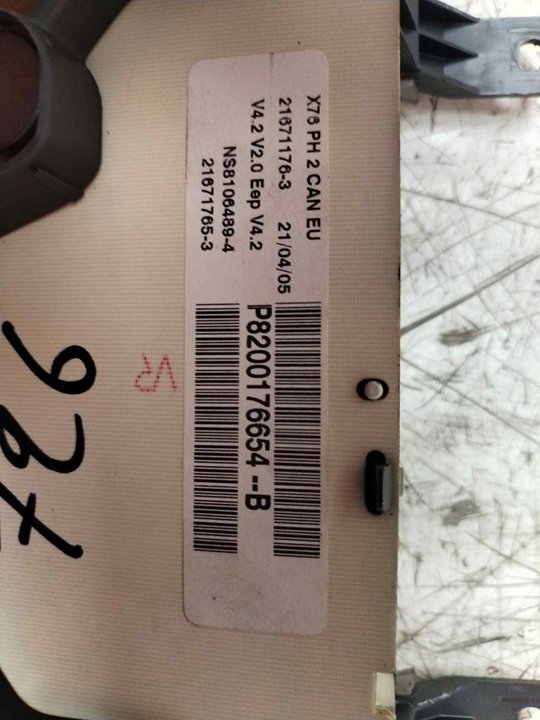 X76 PH 2 CAN EU
21671176-3 21/04/05
V4.2 V2.0 Eep V4.2
NS8106489-4
21671765-3
P8200176654--B
VR